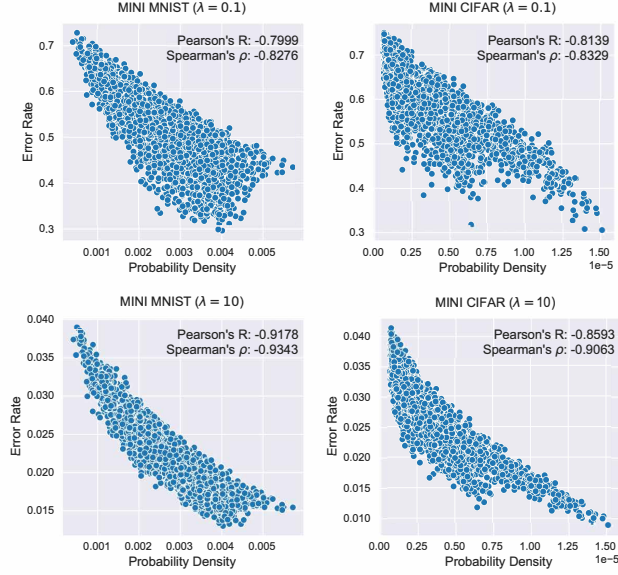 MINI MNIST (λ = 0.1)
Pearson's R: -0.7999
Spearman's ρ: -0.8276
Error Rate
0.7
0.6
0.5
0.4
0.3
0.001 0.002 0.003 0.004 0.005
Probability Density
MINI CIFAR (λ = 0.1)
Pearson's R: -0.8139
Spearman's ρ: -0.8329
Error Rate
0.7
0.6
0.5
0.4
0.3
0.00 0.25 0.50 0.75 1.00 1.25 1.50
1e−5
Probability Density
MINI MNIST (λ = 10)
Pearson's R: -0.9178
Spearman's ρ: -0.9343
Error Rate
0.040
0.035
0.030
0.025
0.020
0.015
0.001 0.002 0.003 0.004 0.005
Probability Density
MINI CIFAR (λ = 10)
Pearson's R: -0.8593
Spearman's ρ: -0.9063
Error Rate
0.040
0.035
0.030
0.025
0.020
0.015
0.010
0.00 0.25 0.50 0.75 1.00 1.25 1.50
1e−5
Probability Density